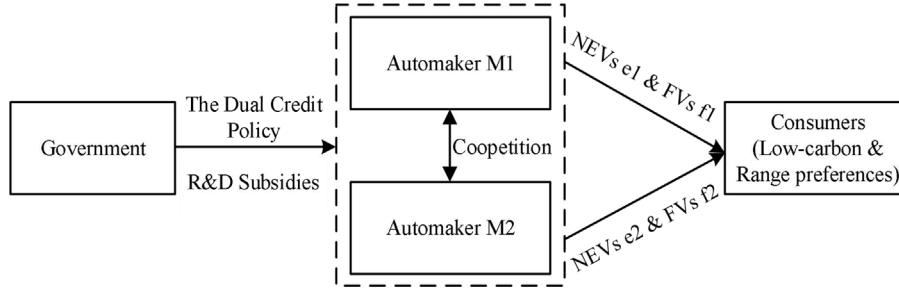 Government
The Dual Credit
Policy
R&D Subsidies
Automaker M1
Coopetition
Automaker M2
NEVs e1 & FVs f1
NEVs e2 & FVs f2
Consumers
(Low-carbon &
Range preferences)